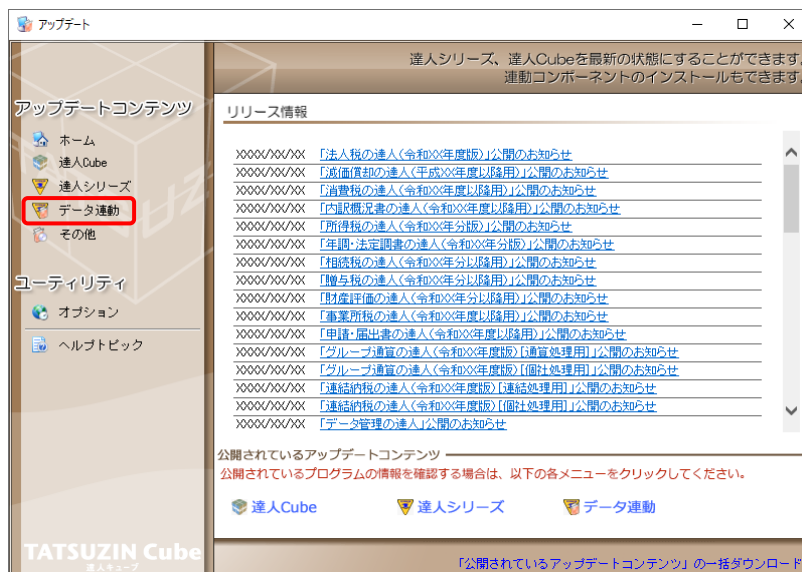 アップデート
達人シリーズ、達人Cubeを最新の状態にすることができます。
連動コンポーネントのインストールもできます。
アップデートコンテンツ
ホーム
達人Cube
達人シリーズ
データ連動
その他
ユーティリティ
オプション
ヘルプトピック
TATSUZIN Cube
達人キューブ
リリース情報
XXXX/XX/XX 「法人税の達人(令和XX年度版)」公開のお知らせ
XXXX/XX/XX 「減価償却の達人(平成XX年度以降用)」公開のお知らせ
XXXX/XX/XX 「消費税の達人(令和XX年度以降用)」公開のお知らせ
XXXX/XX/XX 「内訳概況書の達人(令和XX年度以降用)」公開のお知らせ
XXXX/XX/XX 「所得税の達人(令和XX年分版)」公開のお知らせ
XXXX/XX/XX 「年調・法定調書の達人(令和XX年分版)」公開のお知らせ
XXXX/XX/XX 「相続税の達人(令和XX年分以降用)」公開のお知らせ
XXXX/XX/XX 「贈与税の達人(令和XX年分以降用)」公開のお知らせ
XXXX/XX/XX 「財産評価の達人(令和XX年分以降用)」公開のお知らせ
XXXX/XX/XX 「事業所税の達人(令和XX年度以降用)」公開のお知らせ
XXXX/XX/XX 「申請・届出書の達人(令和XX年度以降用)」公開のお知らせ
XXXX/XX/XX 「グループ通算の達人(令和XX年度版)[通算処理用]」公開のお知らせ
XXXX/XX/XX 「グループ通算の達人(令和XX年度版)[個社処理用]」公開のお知らせ
XXXX/XX/XX 「連結納税の達人(令和XX年度版)[連結処理用]」公開のお知らせ
XXXX/XX/XX 「連結納税の達人(令和XX年度版)[個社処理用]」公開のお知らせ
XXXX/XX/XX 「データ管理の達人」公開のお知らせ
公開されているアップデートコンテンツ
公開されているプログラムの情報を確認する場合は、以下の各メニューをクリックしてください。
達人Cube 達人シリーズ データ連動
「公開されているアップデートコンテンツ」の一括ダウンロード